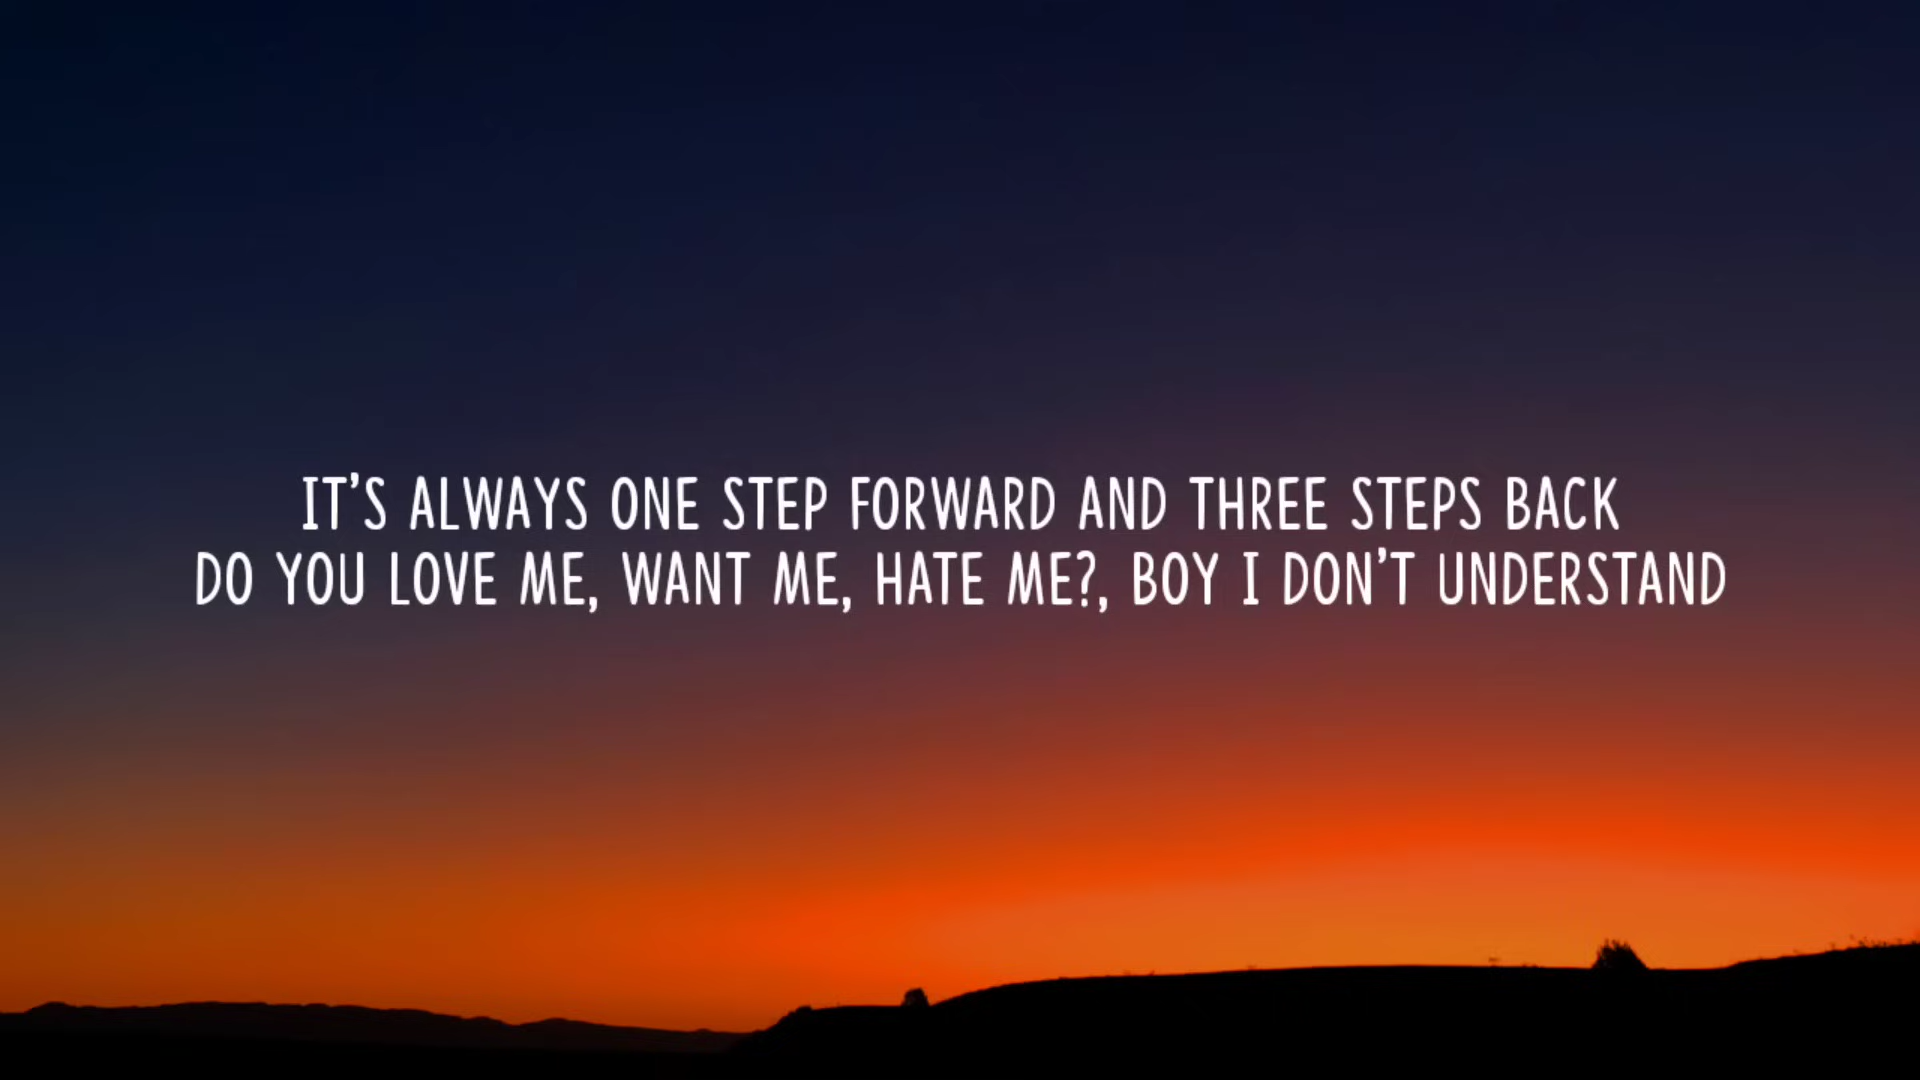 IT'S ALWAYS ONE STEP FORWARD AND THREE STEPS BACK
DO YOU LOVE ME, WANT ME, HATE ME?, BOY I DON'T UNDERSTAND